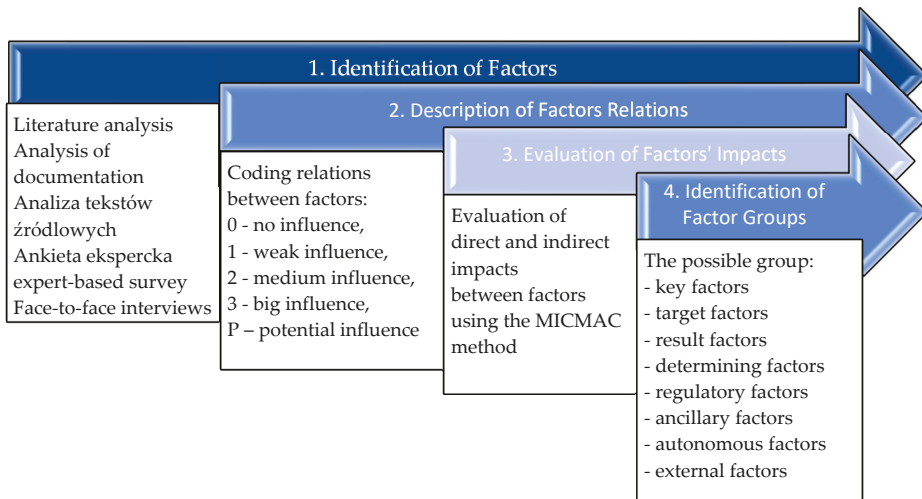 1. Identification of Factors
Literature analysis
Analysis of
documentation
Analiza tekstów
źródłowych
Ankieta ekspercka
expert-based survey
Face-to-face interviews
2. Description of Factors Relations
Coding relations
between factors:
0 - no influence,
1 - weak influence,
2 - medium influence,
3 - big influence,
P – potential influence
3. Evaluation of Factors' Impacts
Evaluation of
direct and indirect
impacts
between factors
using the MICMAC
method
4. Identification of
Factor Groups
The possible group:
- key factors
- target factors
- result factors
- determining factors
- regulatory factors
- ancillary factors
- autonomous factors
- external factors